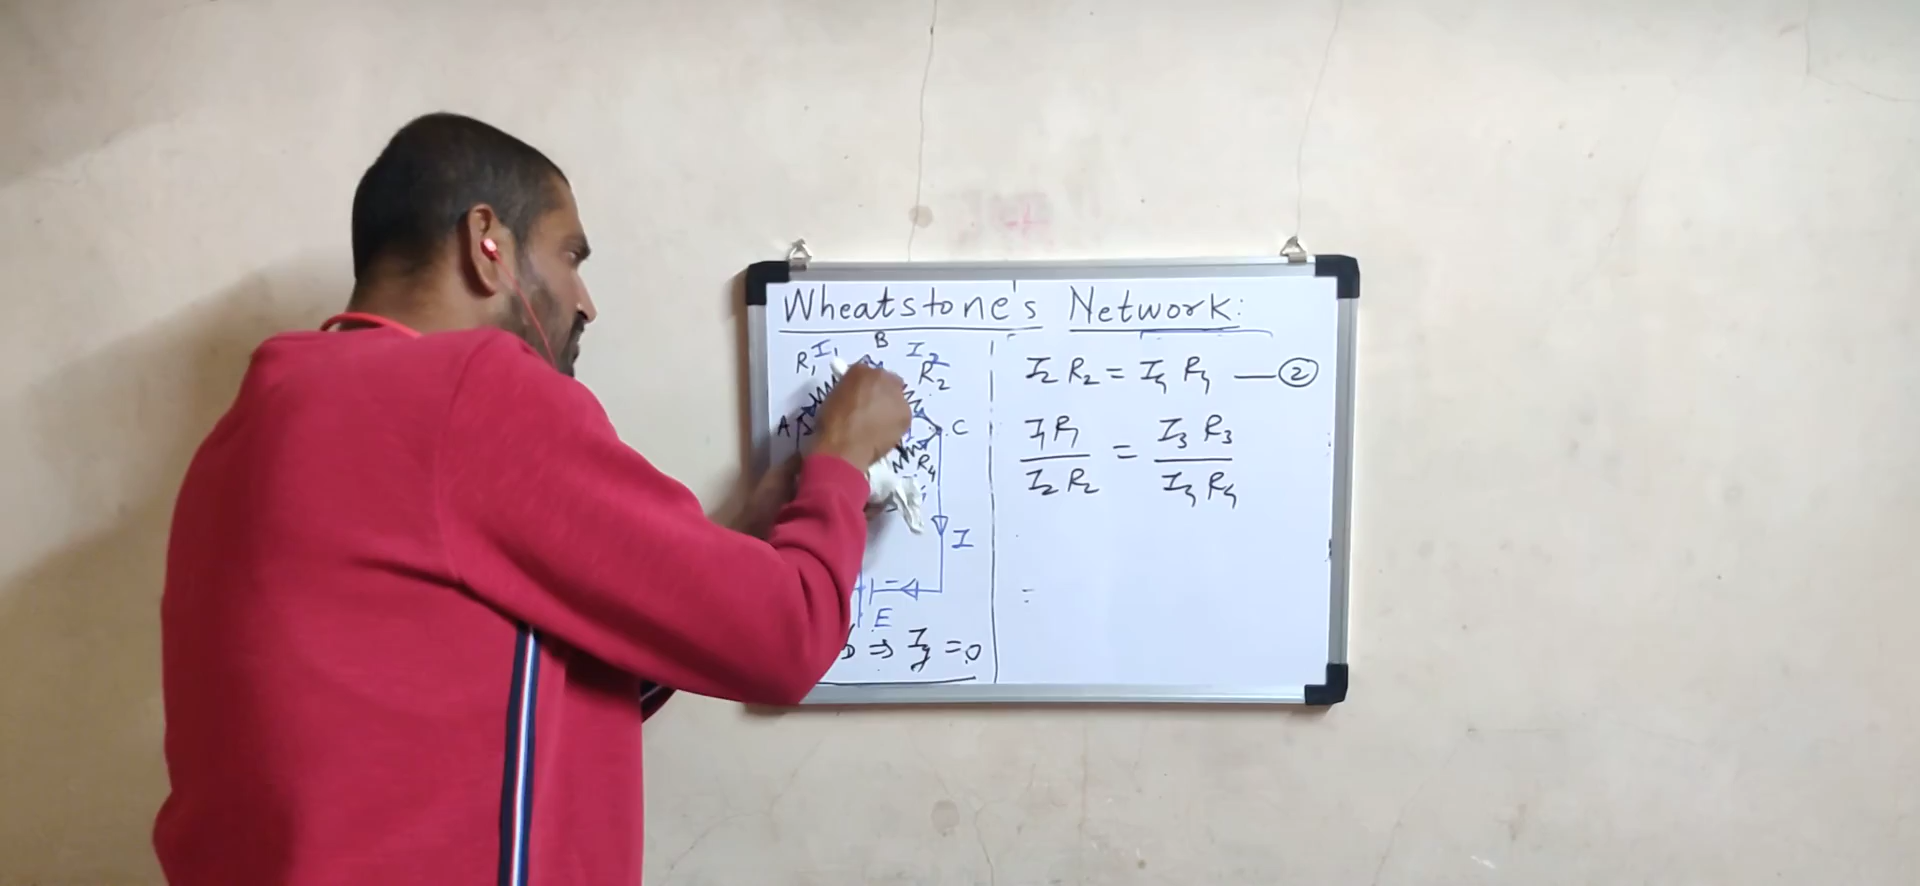 Wheatstone's Network:
B
R₁ I₁
I₂
R₂
A
C
R₄
I
E
D ⇒ I_g = 0
I₂ R₂ = I₄ R₄ — ②
I₁ R₁ / I₂ R₂ = I₃ R₃ / I₄ R₄
=